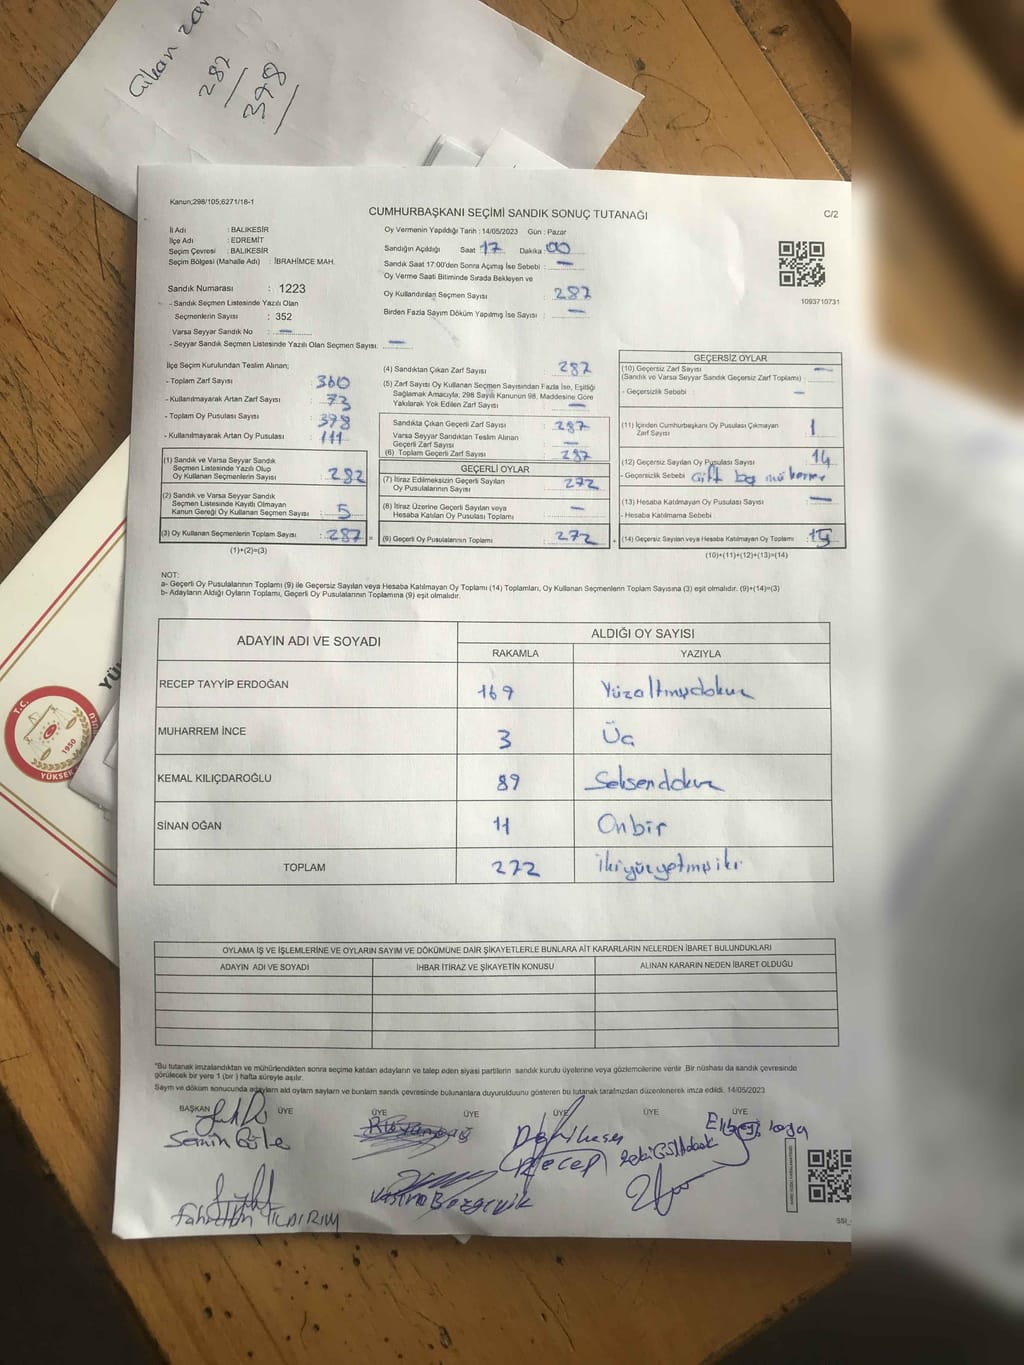 Çıkan zar
287
398
Kanun;298/105;6271/18-1
CUMHURBAŞKANI SEÇİMİ SANDIK SONUÇ TUTANAĞI
C/2
İl Adı : BALIKESİR
İlçe Adı : EDREMİT
Seçim Çevresi : BALIKESİR
Seçim Bölgesi (Mahalle Adı) : İBRAHİMCE MAH.
Oy Vermenin Yapıldığı Tarih : 14/05/2023 Gün : Pazar
Sandığın Açıldığı Saat 17 Dakika : 00
Sandık Saat 17:00'den Sonra Açılmış İse Sebebi : —
Oy Verme Saati Bitiminde Sırada Bekleyen ve
Oy Kullandırılan Seçmen Sayısı : 287
Birden Fazla Sayım Döküm Yapılmış İse Sayısı : —
1093710731
Sandık Numarası : 1223
- Sandık Seçmen Listesinde Yazılı Olan
Seçmenlerin Sayısı : 352
Varsa Seyyar Sandık No : —
- Seyyar Sandık Seçmen Listesinde Yazılı Olan Seçmen Sayısı: —
İlçe Seçim Kurulundan Teslim Alınan;
- Toplam Zarf Sayısı : 360
- Kullanılmayarak Artan Zarf Sayısı : 73
- Toplam Oy Pusulası Sayısı : 398
- Kullanılmayarak Artan Oy Pusulası : 111
(1) Sandık ve Varsa Seyyar Sandık
Seçmen Listesinde Yazılı Olup
Oy Kullanan Seçmenlerin Sayısı : 282
(2) Sandık ve Varsa Seyyar Sandık
Seçmen Listesinde Kayıtlı Olmayan
Kanun Gereği Oy Kullanan Seçmen Sayısı : 5
(3) Oy Kullanan Seçmenlerin Toplam Sayısı : 287 =
(1)+(2)=(3)
(4) Sandıktan Çıkan Zarf Sayısı : 287
(5) Zarf Sayısı Oy Kullanan Seçmen Sayısından Fazla İse, Eşitliği
Sağlamak Amacıyla; 298 Sayılı Kanunun 98. Maddesine Göre
Yakılarak Yok Edilen Zarf Sayısı : —
Sandıkta Çıkan Geçerli Zarf Sayısı : 287
Varsa Seyyar Sandıktan Teslim Alınan
Geçerli Zarf Sayısı : —
(6) Toplam Geçerli Zarf Sayısı : 287
GEÇERLİ OYLAR
(7) İtiraz Edilmeksizin Geçerli Sayılan
Oy Pusulalarının Sayısı : 272
(8) İtiraz Üzerine Geçerli Sayılan veya
Hesaba Katılan Oy Pusulası Toplamı : —
(9) Geçerli Oy Pusulalarının Toplamı : 272 +
GEÇERSİZ OYLAR
(10) Geçersiz Zarf Sayısı : —
(Sandık ve Varsa Seyyar Sandık Geçersiz Zarf Toplamı)
- Geçersizlik Sebebi : —
(11) İçinden Cumhurbaşkanı Oy Pusulası Çıkmayan
Zarf Sayısı : 1
(12) Geçersiz Sayılan Oy Pusulası Sayısı : 14
- Geçersizlik Sebebi Çift
(13) Hesaba Katılmayan Oy Pusulası Sayısı : —
- Hesaba Katılmama Sebebi :
(14) Geçersiz Sayılan veya Hesaba Katılmayan Oy Toplamı : 15
(10)+(11)+(12)+(13)=(14)
NOT:
a- Geçerli Oy Pusulalarının Toplamı (9) ile Geçersiz Sayılan veya Hesaba Katılmayan Oy Toplamı (14) Toplamları, Oy Kullanan Seçmenlerin Toplam Sayısına (3) eşit olmalıdır. (9)+(14)=(3)
b- Adayların Aldığı Oyların Toplamı, Geçerli Oy Pusulalarının Toplamına (9) eşit olmalıdır.
ADAYIN ADI VE SOYADI ALDIĞI OY SAYISI
RAKAMLA YAZIYLA
RECEP TAYYİP ERDOĞAN 169 Yüzaltmışdokuz
MUHARREM İNCE 3 Üç
KEMAL KILIÇDAROĞLU 89 Seksendokuz
SİNAN OĞAN 11 Onbir
TOPLAM 272 ikiyüzyetmişiki
OYLAMA İŞ VE İŞLEMLERİNE VE OYLARIN SAYIM VE DÖKÜMÜNE DAİR ŞİKAYETLERLE BUNLARA AİT KARARLARIN NELERDEN İBARET BULUNDUKLARI
ADAYIN ADI VE SOYADI İHBAR İTİRAZ VE ŞİKAYETİN KONUSU ALINAN KARARIN NEDEN İBARET OLDUĞU
"Bu tutanak imzalandıktan ve mühürlendikten sonra seçime katılan adayların ve talep eden siyasi partilerin sandık kurulu üyelerine veya gözlemcilerine verilir .Bir nüshası da sandık çevresinde
görülecek bir yere 1 (bir ) hafta süreyle asılır.
Sayım ve döküm sonucunda adayların aldığı oyların sayılarını ve bunların sandık çevresinde bulunanlara duyurulduğunu gösteren bu tutanak tarafımızdan düzenlenerek imza edildi. 14/05/2023
BAŞKAN ÜYE ÜYE ÜYE ÜYE ÜYE ÜYE
Recep
Fahrettin YILDIRIM
T.C.
1950
YÜKSEK
YÜK
SSI_